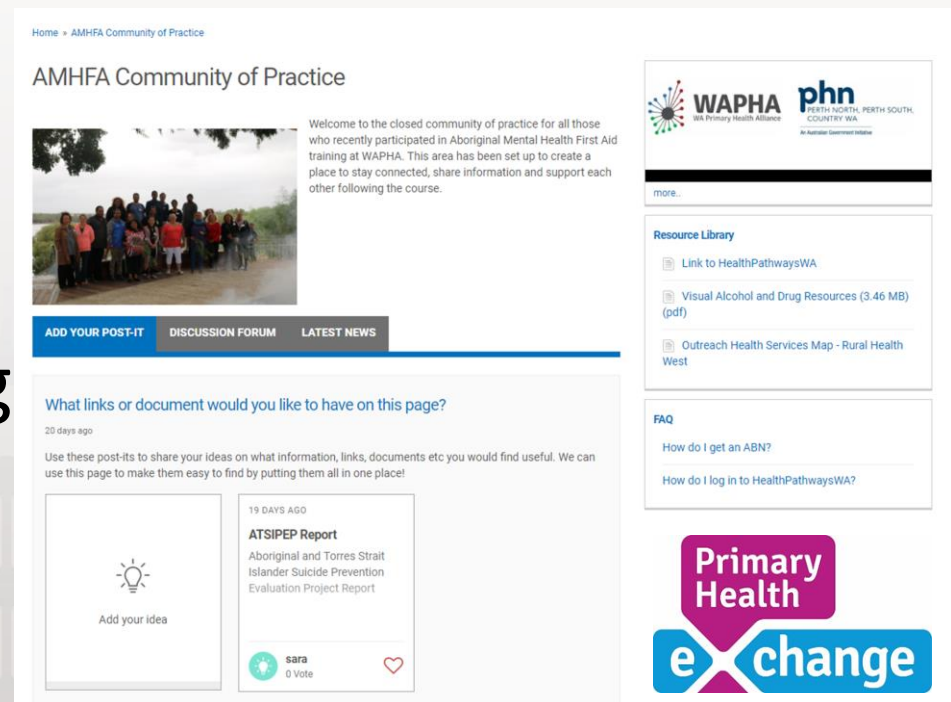 Home » AMHFA Community of Practice
AMHFA Community of Practice
Welcome to the closed community of practice for all those
who recently participated in Aboriginal Mental Health First Aid
training at WAPHA. This area has been set up to create a
place to stay connected, share information and support each
other following the course.
ADD YOUR POST-IT DISCUSSION FORUM LATEST NEWS
g
What links or document would you like to have on this page?
20 days ago
Use these post-its to share your ideas on what information, links, documents etc you would find useful. We can
use this page to make them easy to find by putting them all in one place!
Add your idea
19 DAYS AGO
ATSIPEP Report
Aboriginal and Torres Strait
Islander Suicide Prevention
Evaluation Project Report
sara
0 Vote
WAPHA
WA Primary Health Alliance
phn
PERTH NORTH, PERTH SOUTH,
COUNTRY WA
An Australian Government Initiative
more..
Resource Library
Link to HealthPathwaysWA
Visual Alcohol and Drug Resources (3.46 MB)
(pdf)
Outreach Health Services Map - Rural Health
West
FAQ
How do I get an ABN?
How do I log in to HealthPathwaysWA?
Primary
Health
exchange